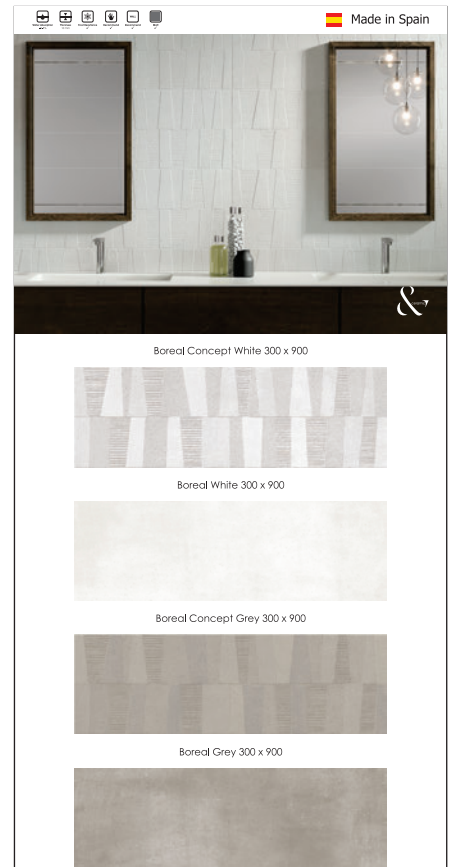 Made in Spain
&
Boreal Concept White 300 x 900
Boreal White 300 x 900
Boreal Concept Grey 300 x 900
Boreal Grey 300 x 900